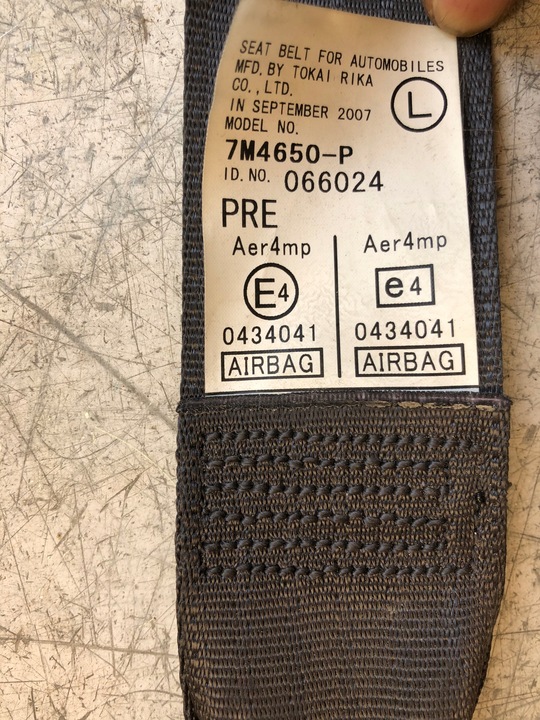 SEAT BELT FOR AUTOMOBILES
MFD. BY TOKAI RIKA
CO., LTD.
IN SEPTEMBER 2007
L
MODEL NO.
7M4650-P
ID. NO. 066024
PRE
Aer4mp Aer4mp
E4 e4
0434041 0434041
AIRBAG AIRBAG